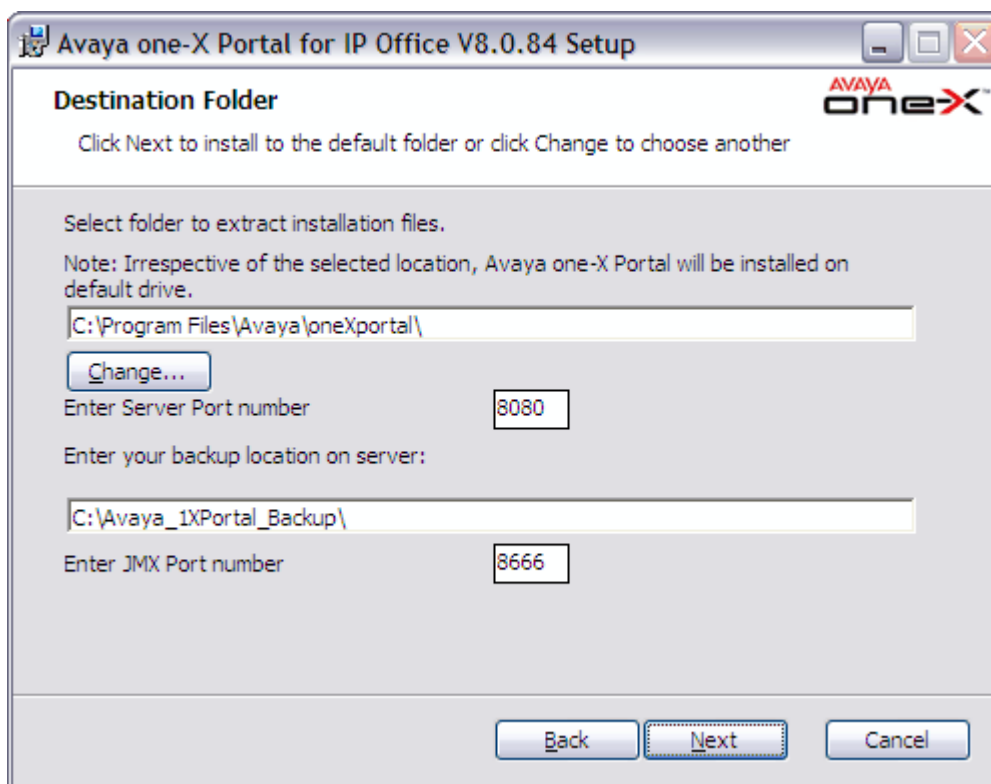 Avaya one-X Portal for IP Office V8.0.84 Setup
Destination Folder
AVAYA
one-X™
Click Next to install to the default folder or click Change to choose another
Select folder to extract installation files.
Note: Irrespective of the selected location, Avaya one-X Portal will be installed on
default drive.
C:\Program Files\Avaya\oneXportal\
Change...
Enter Server Port number 8080
Enter your backup location on server:
C:\Avaya_1XPortal_Backup\
Enter JMX Port number 8666
Back Next Cancel